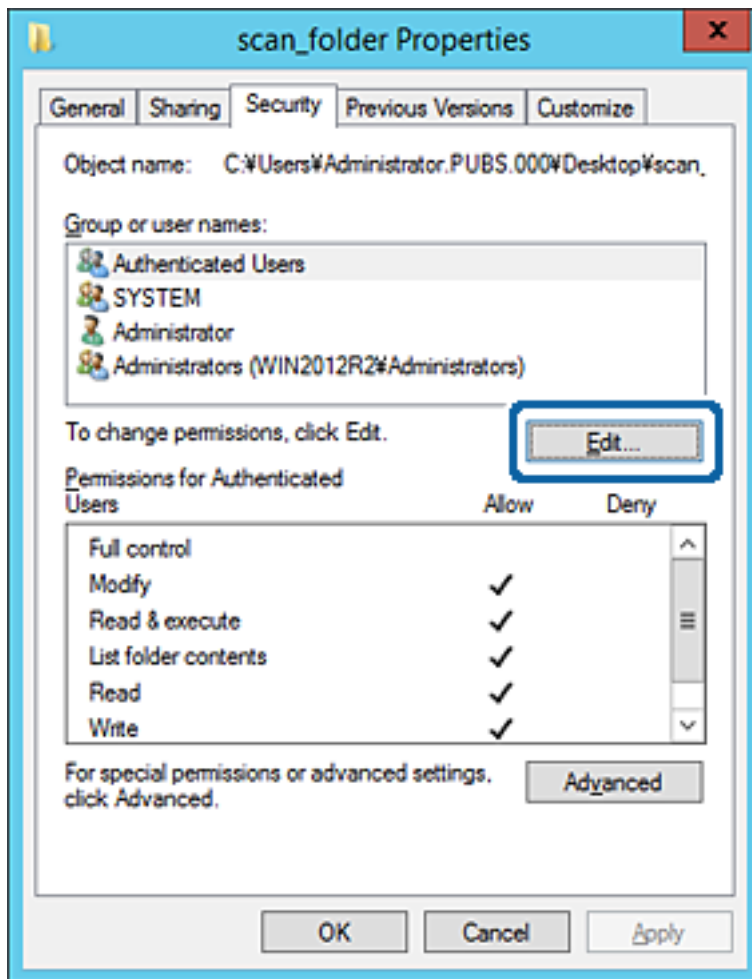 scan_folder Properties
x
General Sharing Security Previous Versions Customize
Object name: C:¥Users¥Administrator.PUBS.000¥Desktop¥scan_
Group or user names:
Authenticated Users
SYSTEM
Administrator
Administrators (WIN2012R2¥Administrators)
To change permissions, click Edit.
Edit...
Permissions for Authenticated
Users Allow Deny
Full control
Modify
Read & execute
List folder contents
Read
Write
For special permissions or advanced settings,
click Advanced.
Advanced
OK Cancel Apply